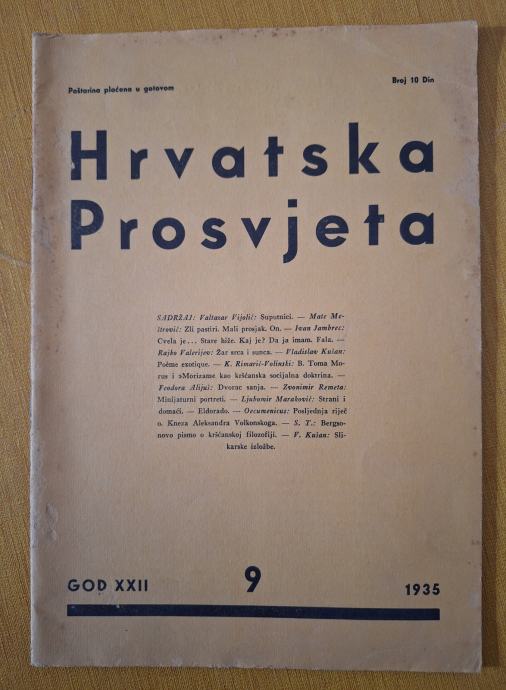 Poštarina plaćena u gotovom
Broj 10 Din
Hrvatska
Prosvjeta
SADRŽAJ: Valtasar Vijolić: Suputnici. — Mate Me-
štrović: Zli pastiri. Mali prosjak. On. — Ivan Jambrec:
Cvela je ... Stare hiže. Kaj je? Da ja imam. Fala. —
Rajko Valerijev: Žar srca i sunca. — Vladislav Kušan:
Poème exotique. — K. Rimarić-Volinski: B. Toma Mo-
rus i »Morizam« kao kršćanska socijalna doktrina. —
Teodora Alijuš: Dvorac sanja. — Zvonimir Remeta:
Minijaturni portreti. — Ljubomir Maraković: Strani i
domaći. — Eldorado. — Oecumenicus: Posljednja riječ
o. Kneza Aleksandra Volkonskoga. — S. T.: Bergso-
novo pismo o kršćanskoj filozofiji. — V. Kušan: Sli-
karske izložbe.
GOD XXII
9
1935